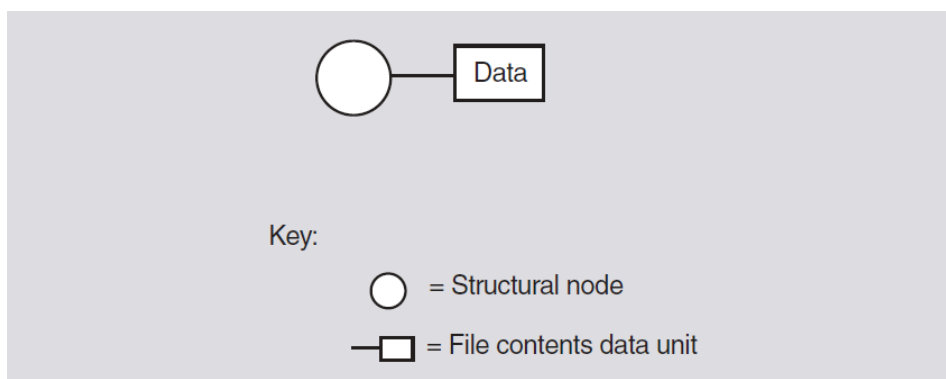 Data
Key:
= Structural node
= File contents data unit